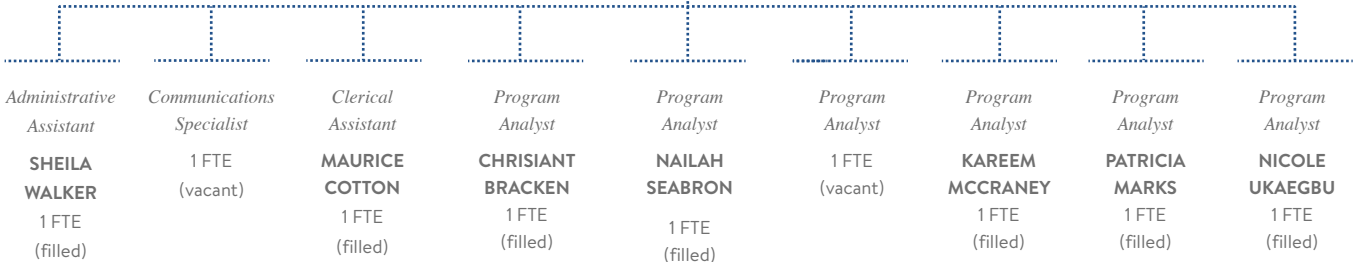 Administrative
Assistant
SHEILA
WALKER
1 FTE
(filled)
Communications
Specialist
1 FTE
(vacant)
Clerical
Assistant
MAURICE
COTTON
1 FTE
(filled)
Program
Analyst
CHRISIANT
BRACKEN
1 FTE
(filled)
Program
Analyst
NAILAH
SEABRON
1 FTE
(filled)
Program
Analyst
1 FTE
(vacant)
Program
Analyst
KAREEM
MCCRANEY
1 FTE
(filled)
Program
Analyst
PATRICIA
MARKS
1 FTE
(filled)
Program
Analyst
NICOLE
UKAEGBU
1 FTE
(filled)